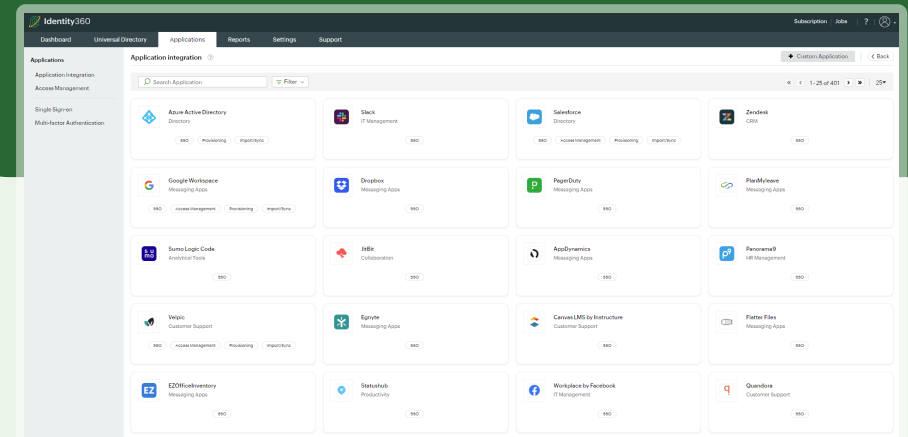 Identity360
Subscription Jobs ?
Dashboard Universal Directory Applications Reports Settings Support
Applications
Application Integration
Access Management
Single Sign-on
Multi-factor Authentication
Application integration ?
+ Custom Application
< Back
Search Application
Filter
1-25 of 401
25
Azure Active Directory
Directory
SSO Provisioning Import/Sync
Slack
IT Management
SSO
Salesforce
Directory
SSO Access Management Provisioning Import/Sync
Zendesk
CRM
SSO
Google Workspace
Messaging Apps
SSO Access Management Provisioning Import/Sync
Dropbox
Messaging Apps
SSO
PagerDuty
Messaging Apps
SSO
PlanMyleave
Messaging Apps
SSO
SU
MO
Sumo Logic Code
Analytical Tools
SSO
JitBit
Collaboration
SSO
AppDynamics
Messaging Apps
SSO
Panorama9
HR Management
SSO
Velpic
Customer Support
SSO Access Management Provisioning Import/Sync
Egnyte
Messaging Apps
SSO
Canvas LMS by Instructure
Customer Support
SSO
Flatter Files
Messaging Apps
SSO
EZ
EZOfficeInventory
Messaging Apps
SSO
Statushub
Productivity
SSO
Workplace by Facebook
IT Management
SSO
Quandora
Customer Support
SSO